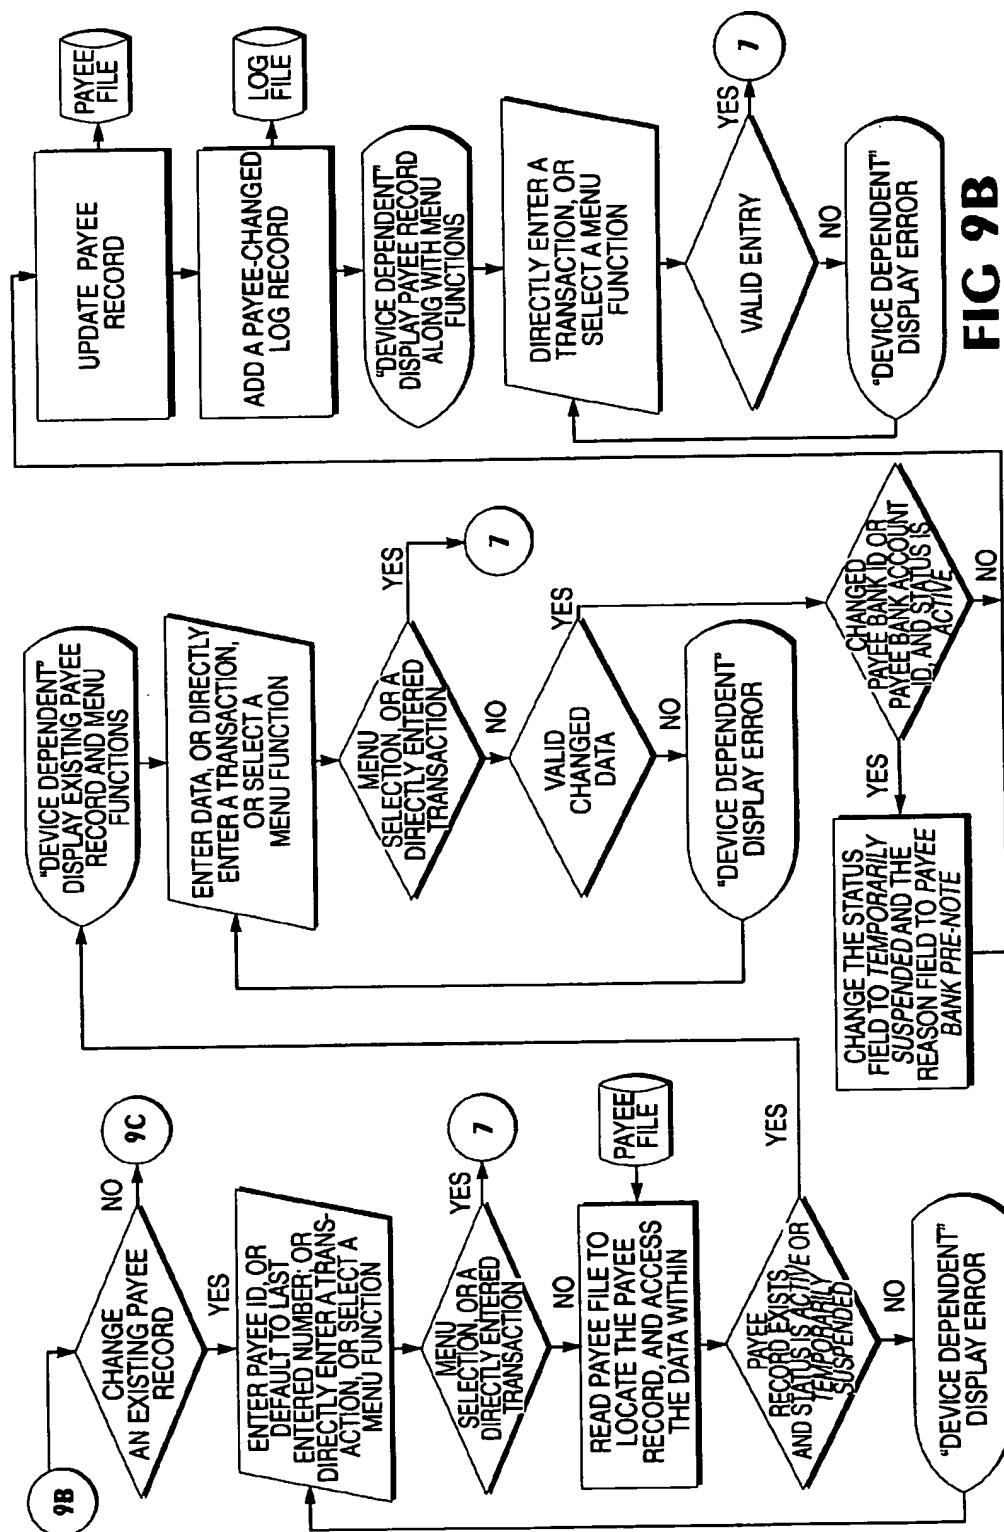 9B
CHANGE
AN EXISTING PAYEE
RECORD
NO
9C
YES
ENTER PAYEE ID, OR
DEFAULT TO LAST
ENTERED NUMBER; OR
DIRECTLY ENTER A TRANS-
ACTION, OR SELECT A
MENU FUNCTION
MENU
SELECTION, OR A
DIRECTLY ENTERED
TRANSACTION
YES
7
NO
READ PAYEE FILE TO
LOCATE THE PAYEE
RECORD, AND ACCESS
THE DATA WITHIN
PAYEE
FILE
PAYEE
RECORD EXISTS
AND STATUS ACTIVE OR
TEMPORARILY
SUSPENDED
YES
NO
"DEVICE DEPENDENT"
DISPLAY ERROR
"DEVICE DEPENDENT"
DISPLAY EXISTING PAYEE
RECORD AND MENU
FUNCTIONS
ENTER DATA, OR DIRECTLY
ENTER A TRANSACTION,
OR SELECT A
MENU FUNCTION
MENU
SELECTION, OR A
DIRECTLY ENTERED
TRANSACTION
YES
7
NO
VALID
CHANGED
DATA
YES
NO
"DEVICE DEPENDENT"
DISPLAY ERROR
CHANGED
PAYEE BANK ID OR
PAYEE BANK ACCOUNT
ID, AND STATUS IS
ACTIVE
YES
NO
CHANGE THE STATUS
FIELD TO TEMPORARILY
SUSPENDED AND THE
REASON FIELD TO PAYEE
BANK PRE-NOTE
UPDATE PAYEE
RECORD
PAYEE
FILE
ADD A PAYEE-CHANGED
LOG RECORD
LOG
FILE
"DEVICE DEPENDENT"
DISPLAY PAYEE RECORD
ALONG WITH MENU
FUNCTIONS
DIRECTLY ENTER A
TRANSACTION, OR
SELECT A MENU
FUNCTION
VALID ENTRY
YES
7
NO
"DEVICE DEPENDENT"
DISPLAY ERROR
FIG 9B